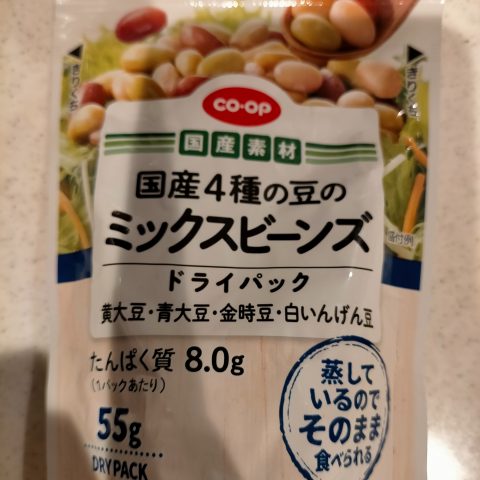 きりくち
きりくち
CO·OP
国産素材
国産4種の豆の
ミックスビーンズ
盛付例
ドライパック
黄大豆・青大豆・金時豆・白いんげん豆
たんぱく質 8.0g
(1パックあたり)
蒸して
いるので
そのまま
食べられる
55g
DRY PACK